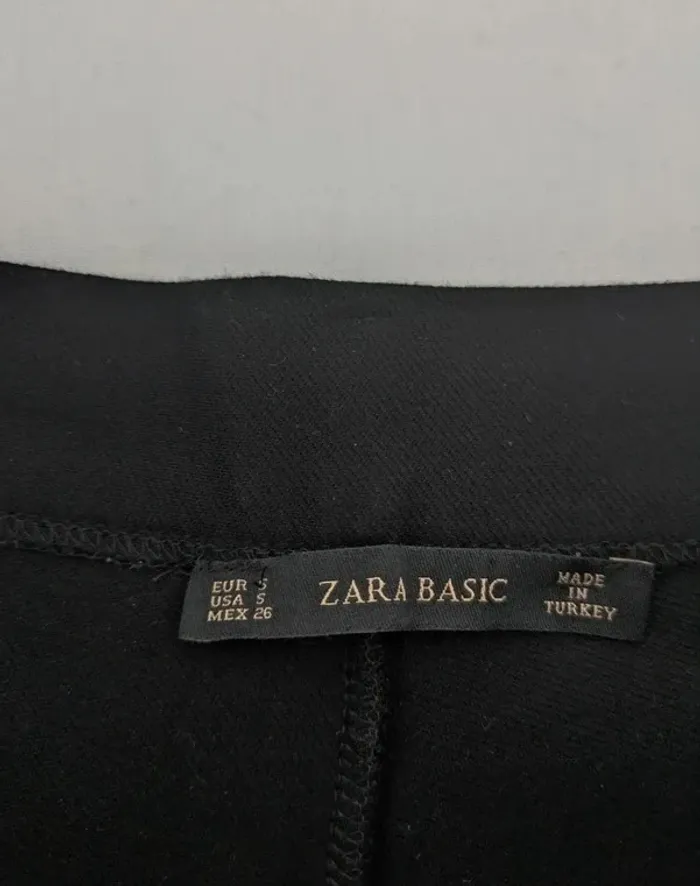 EUR S
USA S
MEX 26
ZARA BASIC
MADE
IN
TURKEY